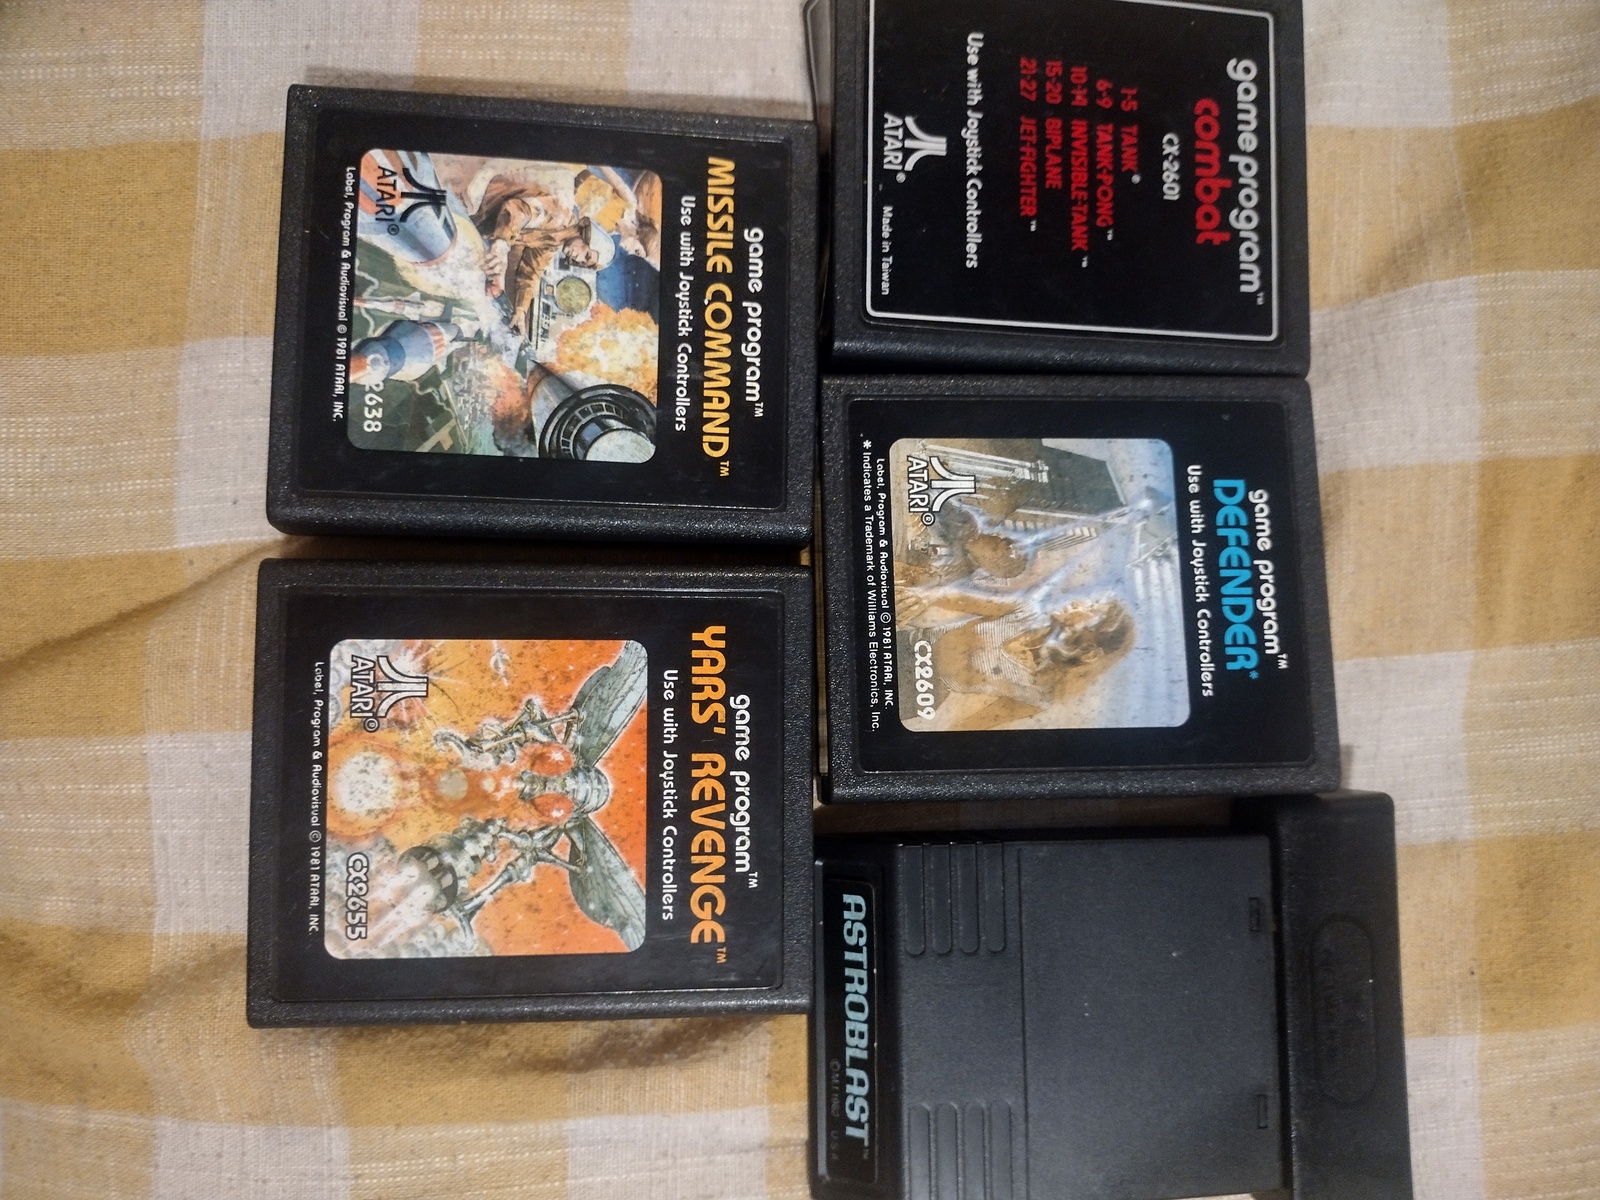 game program™
combat
CX-2601
1-5 TANK®
6-9 TANK-PONG™
10-14 INVISIBLE-TANK™
15-20 BIPLANE
21-27 JET-FIGHTER™
Use with Joystick Controllers
ATARI® Made in Taiwan
game program™
MISSILE COMMAND™
Use with Joystick Controllers
ATARI®
2638
Label, Program & Audiovisual © 1981 ATARI, INC.
game program™
DEFENDER*
Use with Joystick Controllers
ATARI®
CX2609
Label, Program & Audiovisual © 1981 ATARI, INC.
* Indicates a Trademark of Williams Electronics, Inc.
game program™
YARS' REVENGE™
Use with Joystick Controllers
ATARI®
CX2655
Label, Program & Audiovisual © 1981 ATARI, INC.
ASTROBLAST™
© M.I 1982 U.S.A.